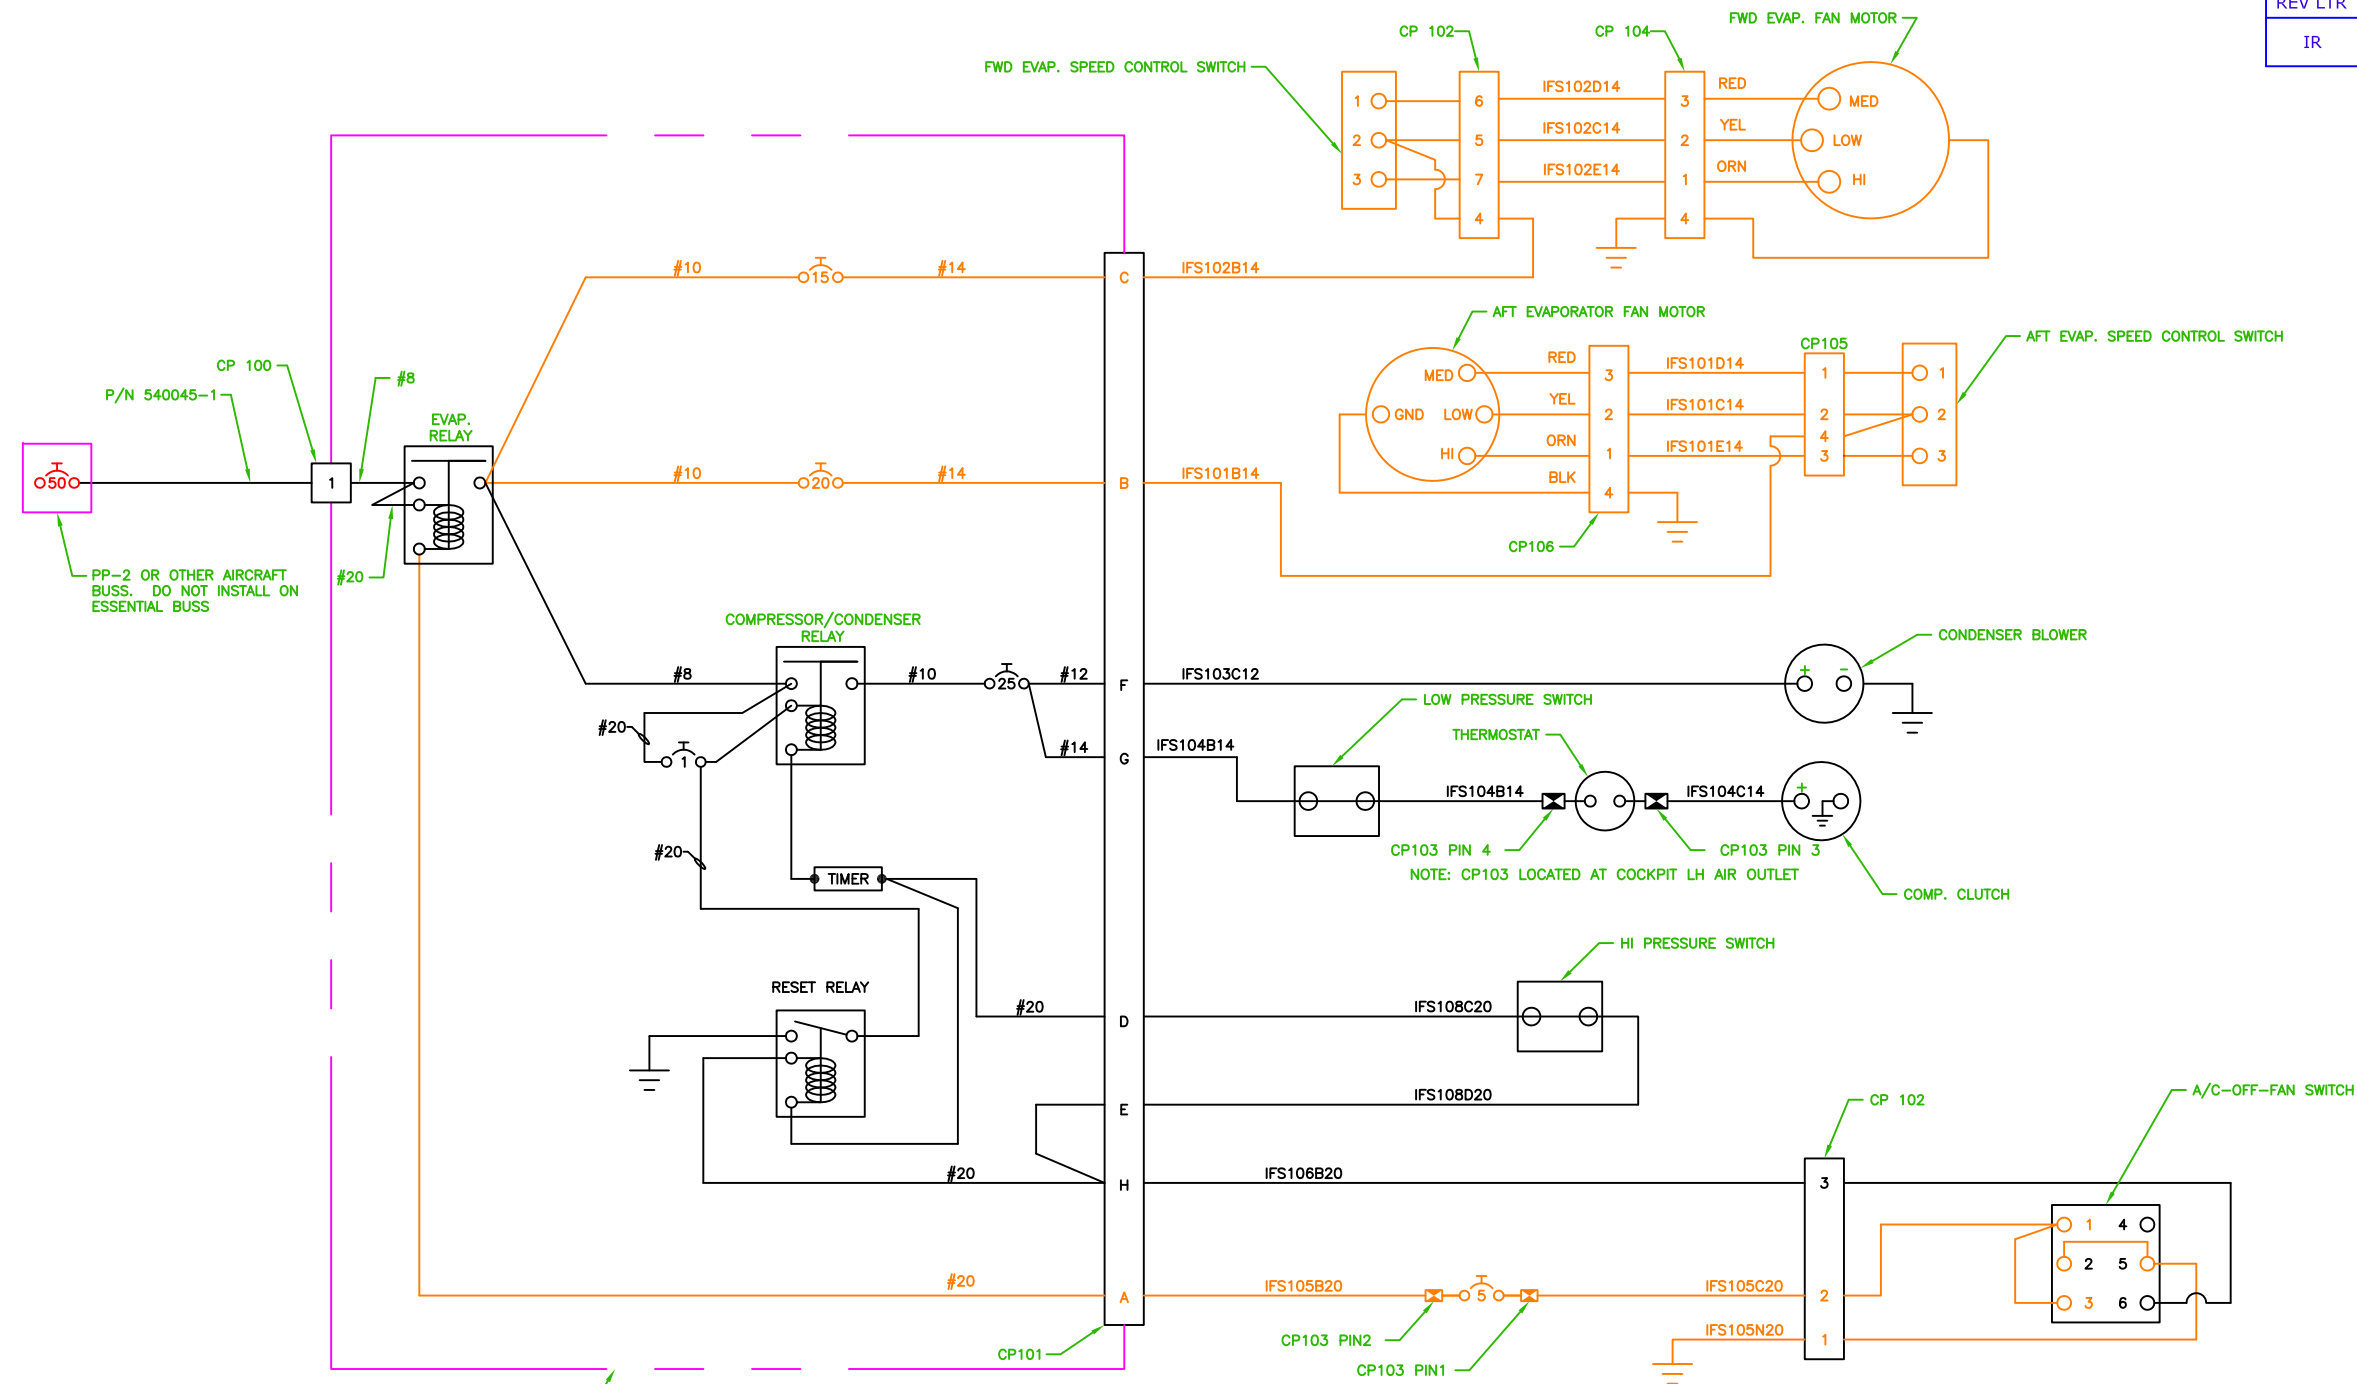 REV LTR
IR
FWD EVAP. FAN MOTOR
CP 102
CP 104
FWD EVAP. SPEED CONTROL SWITCH
1
2
3
6
5
7
4
IFS102D14
IFS102C14
IFS102E14
3
2
1
4
RED
YEL
ORN
MED
LOW
HI
#10
15
#14
C
IFS102B14
AFT EVAPORATOR FAN MOTOR
CP105
AFT EVAP. SPEED CONTROL SWITCH
MED
GND
LOW
HI
RED
YEL
ORN
BLK
3
2
1
4
IFS101D14
IFS101C14
IFS101E14
1
2
4
3
1
2
3
CP106
CP 100
P/N 540045-1
#8
EVAP.
RELAY
50
1
#20
PP-2 OR OTHER AIRCRAFT
BUSS. DO NOT INSTALL ON
ESSENTIAL BUSS
#10
20
#14
B
IFS101B14
COMPRESSOR/CONDENSER
RELAY
#8
#10
25
#12
F
IFS103C12
CONDENSER BLOWER
+
-
#20
1
#14
G
IFS104B14
LOW PRESSURE SWITCH
THERMOSTAT
IFS104B14
IFS104C14
+
CP103 PIN 4
CP103 PIN 3
NOTE: CP103 LOCATED AT COCKPIT LH AIR OUTLET
COMP. CLUTCH
#20
TIMER
HI PRESSURE SWITCH
RESET RELAY
#20
D
IFS108C20
E
IFS108D20
CP 102
A/C-OFF-FAN SWITCH
#20
H
IFS106B20
3
1
4
2
5
3
6
#20
A
IFS105B20
5
IFS105C20
2
IFS105N20
1
CP101
CP103 PIN2
CP103 PIN1